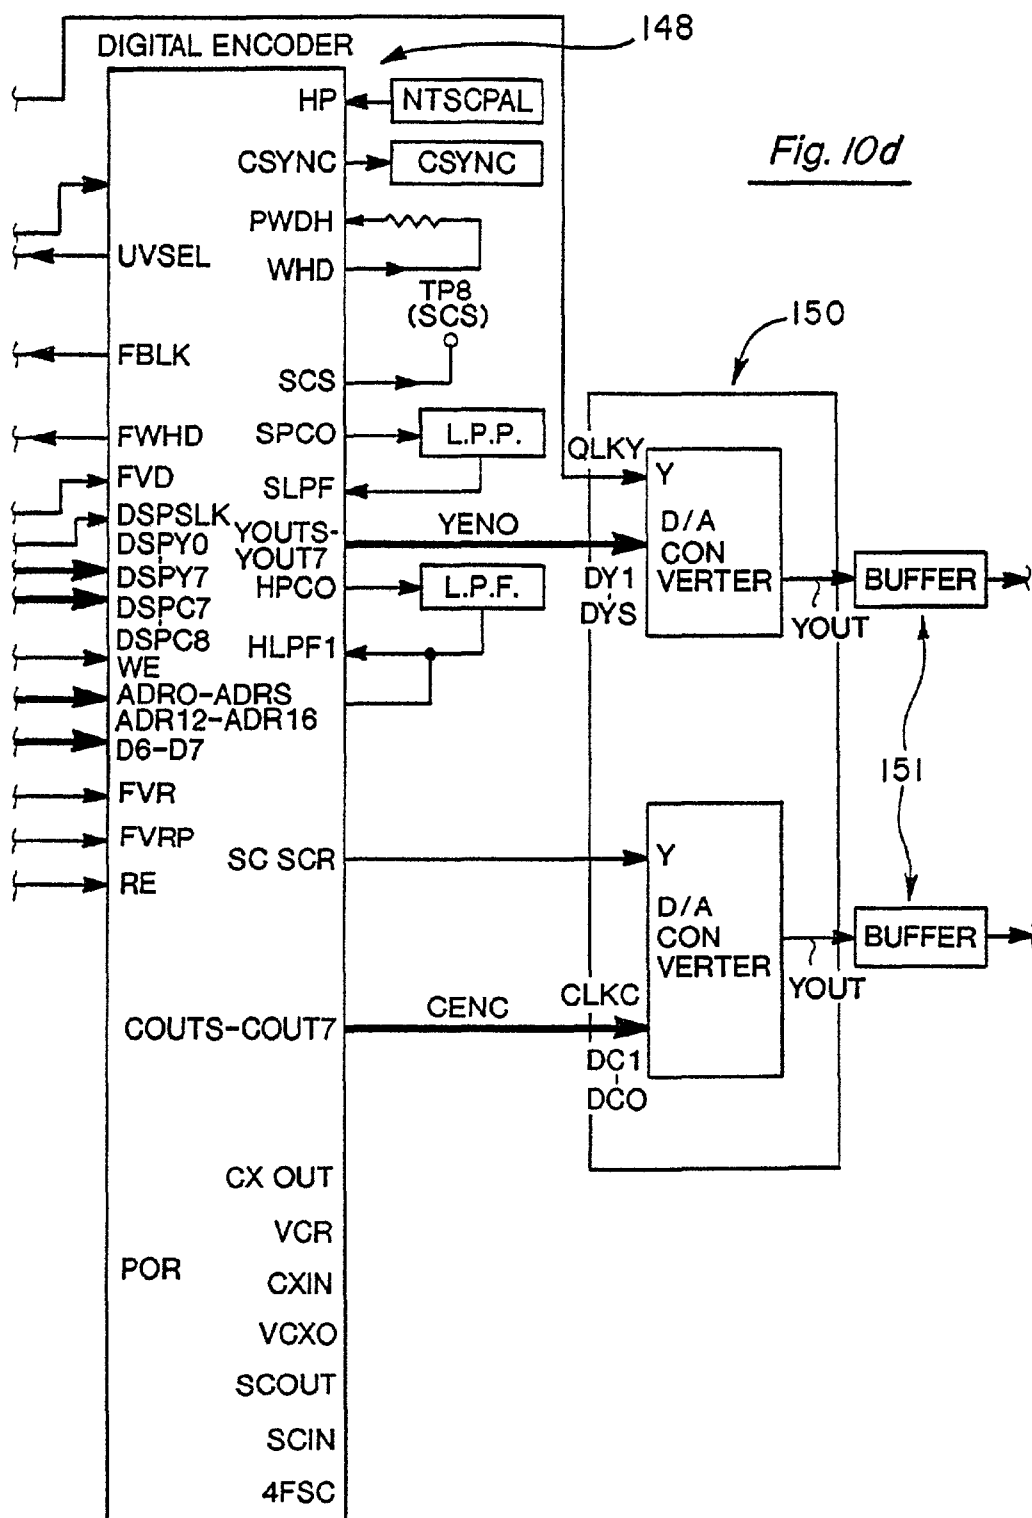 148
DIGITAL ENCODER
HP
NTSCPAL
Fig. 10d
CSYNC
CSYNC
PWDH
UVSEL
WHD
TP8
(SCS)
150
FBLK
SCS
FWHD
SPCO
L.P.P.
QLKY
Y
FVD
SLPF
DSPSLK
DSPY0
YOUTS-
YOUT7
YENO
D/A
CON
VERTER
DSPY7
DSPC7
HPCO
L.P.F.
DY1
DYS
BUFFER
YOUT
DSPC8
HLPF1
WE
ADRO-ADRS
ADR12-ADR16
D6-D7
151
FVR
FVRP
SC SCR
Y
RE
D/A
CON
VERTER
BUFFER
YOUT
CLKC
CENC
COUTS-COUT7
DC1
DCO
CX OUT
VCR
POR
CXIN
VCXO
SCOUT
SCIN
4FSC